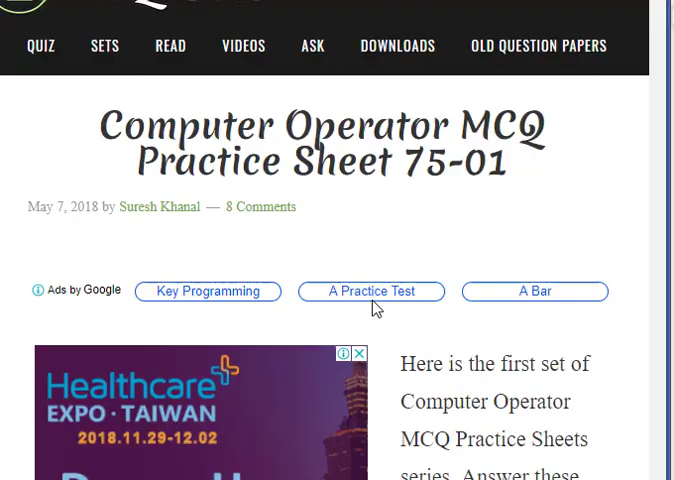 QUIZ SETS READ VIDEOS ASK DOWNLOADS OLD QUESTION PAPERS
Computer Operator MCQ
Practice Sheet 75-01
May 7, 2018 by Suresh Khanal — 8 Comments
Ads by Google Key Programming A Practice Test A Bar
Healthcare
EXPO · TAIWAN
2018.11.29-12.02
Here is the first set of
Computer Operator
MCQ Practice Sheets
series. Answer these